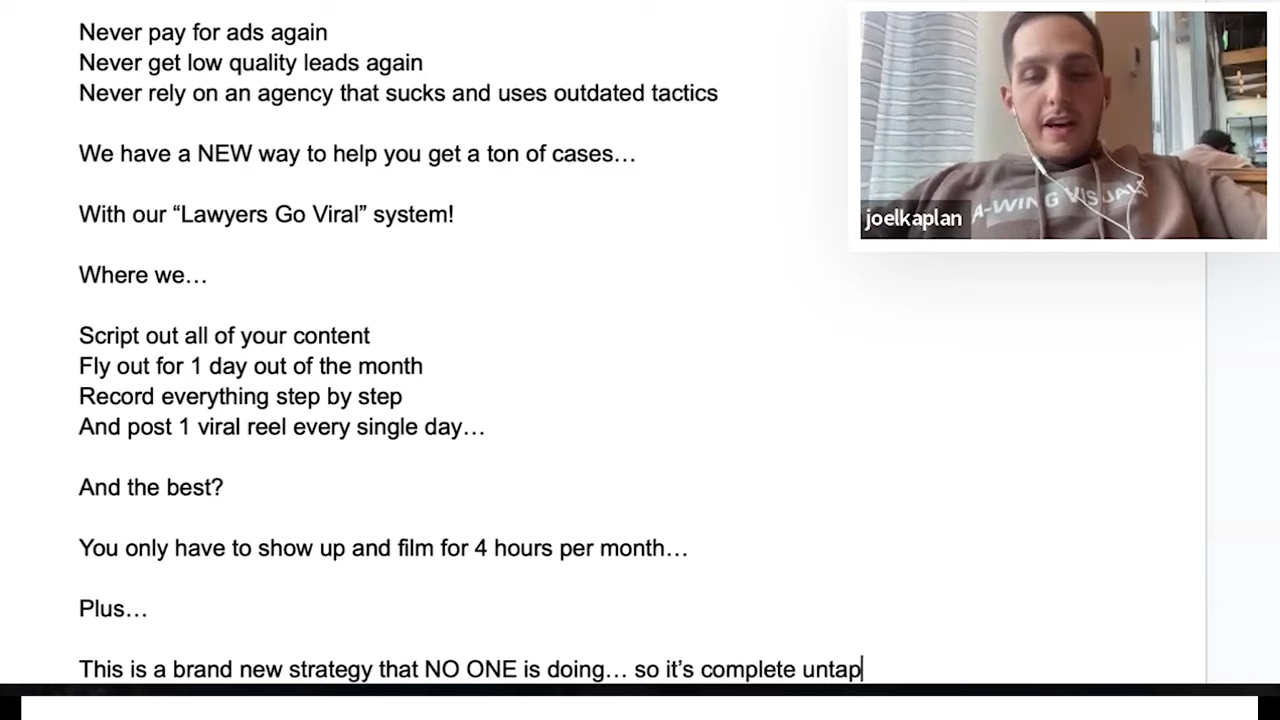 Never pay for ads again
Never get low quality leads again
Never rely on an agency that sucks and uses outdated tactics
We have a NEW way to help you get a ton of cases…
With our “Lawyers Go Viral” system!
Where we…
Script out all of your content
Fly out for 1 day out of the month
Record everything step by step
And post 1 viral reel every single day…
And the best?
You only have to show up and film for 4 hours per month…
Plus…
This is a brand new strategy that NO ONE is doing… so it’s complete untap
joelkaplan
A-WING VISUAL